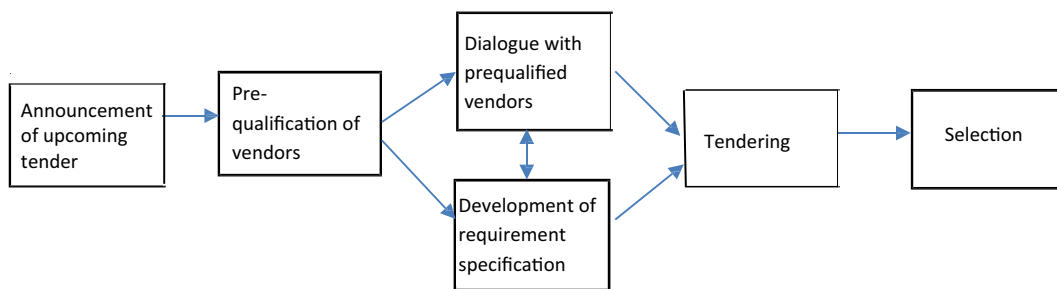 Announcement
of upcoming
tender
Pre-
qualification of
vendors
Dialogue with
prequalified
vendors
Development of
requirement
specification
Tendering
Selection